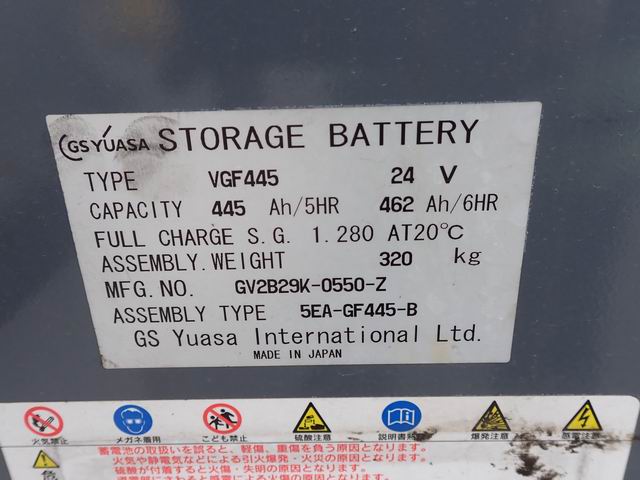 GS YUASA STORAGE BATTERY
TYPE VGF445 24 V
CAPACITY 445 Ah/5HR 462 Ah/6HR
FULL CHARGE S.G. 1.280 AT20℃
ASSEMBLY.WEIGHT 320 kg
MFG.NO. GV2B29K-0550-Z
ASSEMBLY TYPE 5EA-GF445-B
GS Yuasa International Ltd.
MADE IN JAPAN
火気禁止 メガネ着用 こども禁止 硫酸注意 説明書熟読 爆発注意 感電注意
蓄電池の取扱いを誤ると、軽傷、重傷を負う原因となります。
火気や静電気などによる引火爆発・火災の原因となります。
硫酸が付着すると火傷・失明の原因となります。
危険